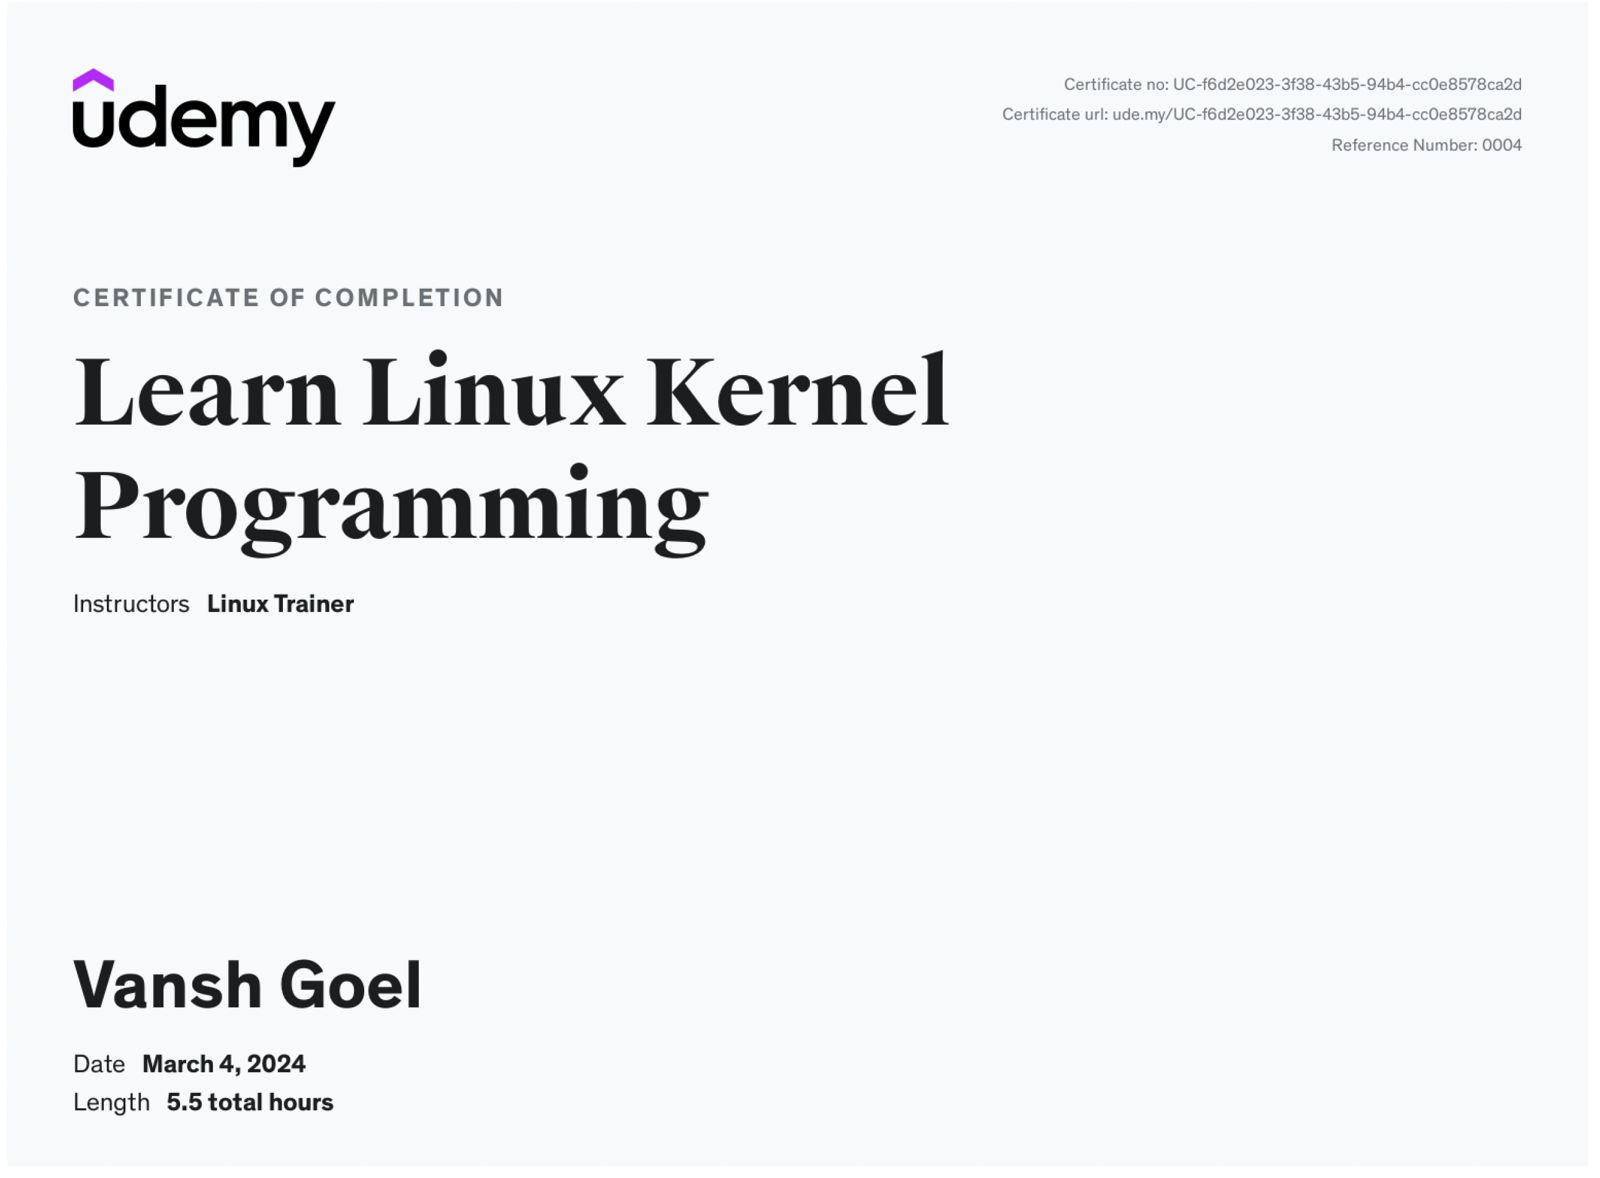 udemy
Certificate no: UC-f6d2e023-3f38-43b5-94b4-cc0e8578ca2d
Certificate url: ude.my/UC-f6d2e023-3f38-43b5-94b4-cc0e8578ca2d
Reference Number: 0004
CERTIFICATE OF COMPLETION
Learn Linux Kernel
Programming
Instructors Linux Trainer
Vansh Goel
Date March 4, 2024
Length 5.5 total hours